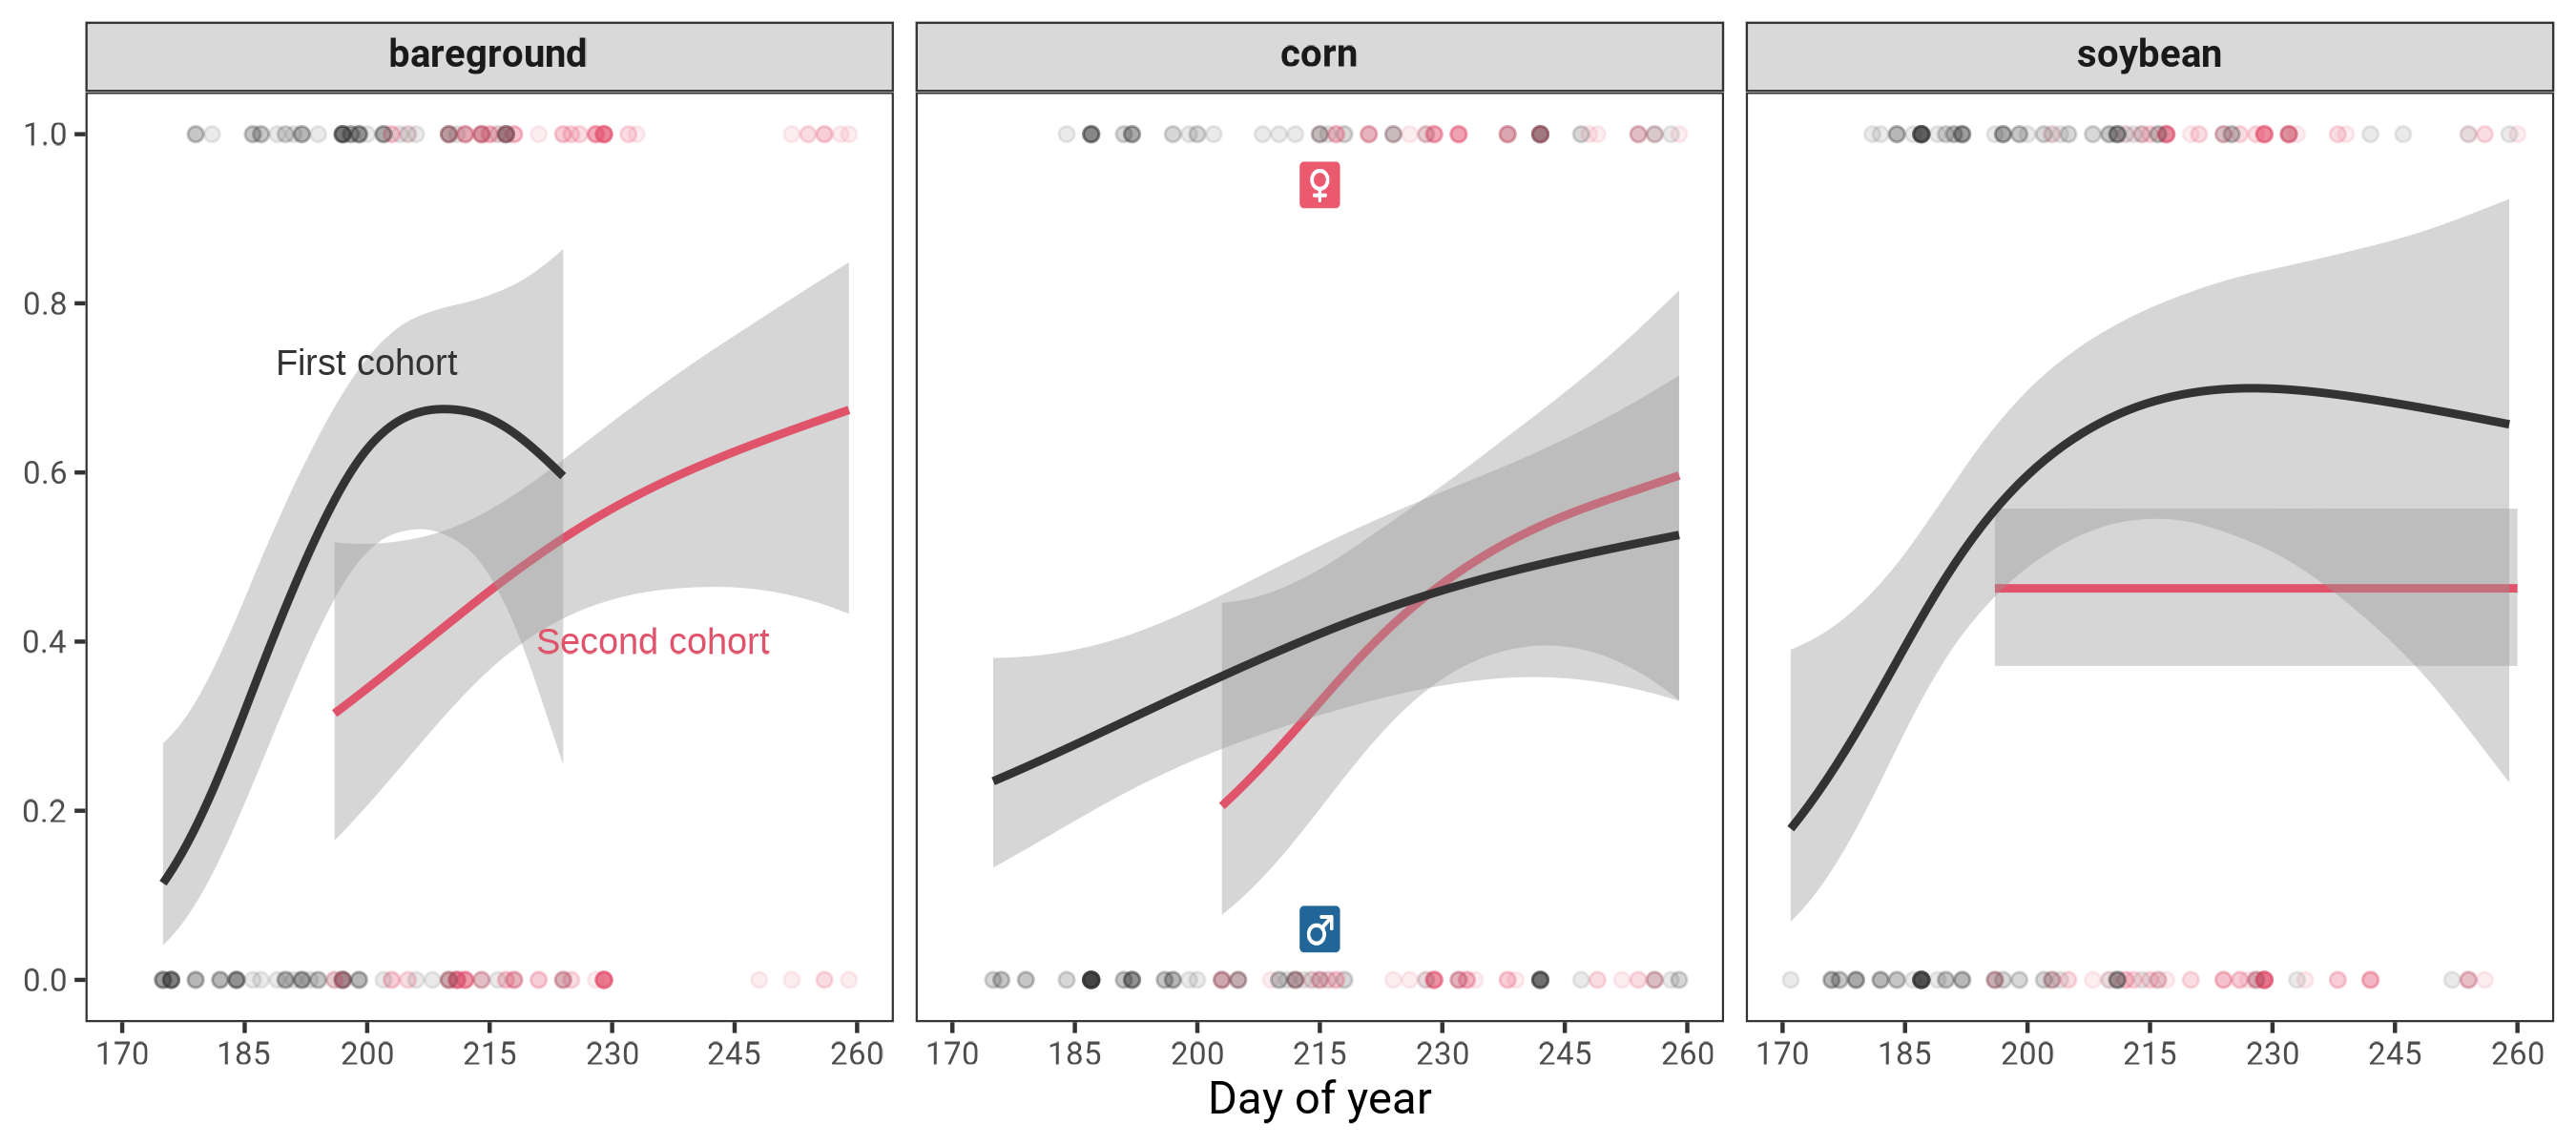 bareground corn soybean
1.0
♀
0.8
First cohort
0.6
0.4
Second cohort
0.2
♂
0.0
170 185 200 215 230 245 260 170 185 200 215 230 245 260 170 185 200 215 230 245 260
Day of year